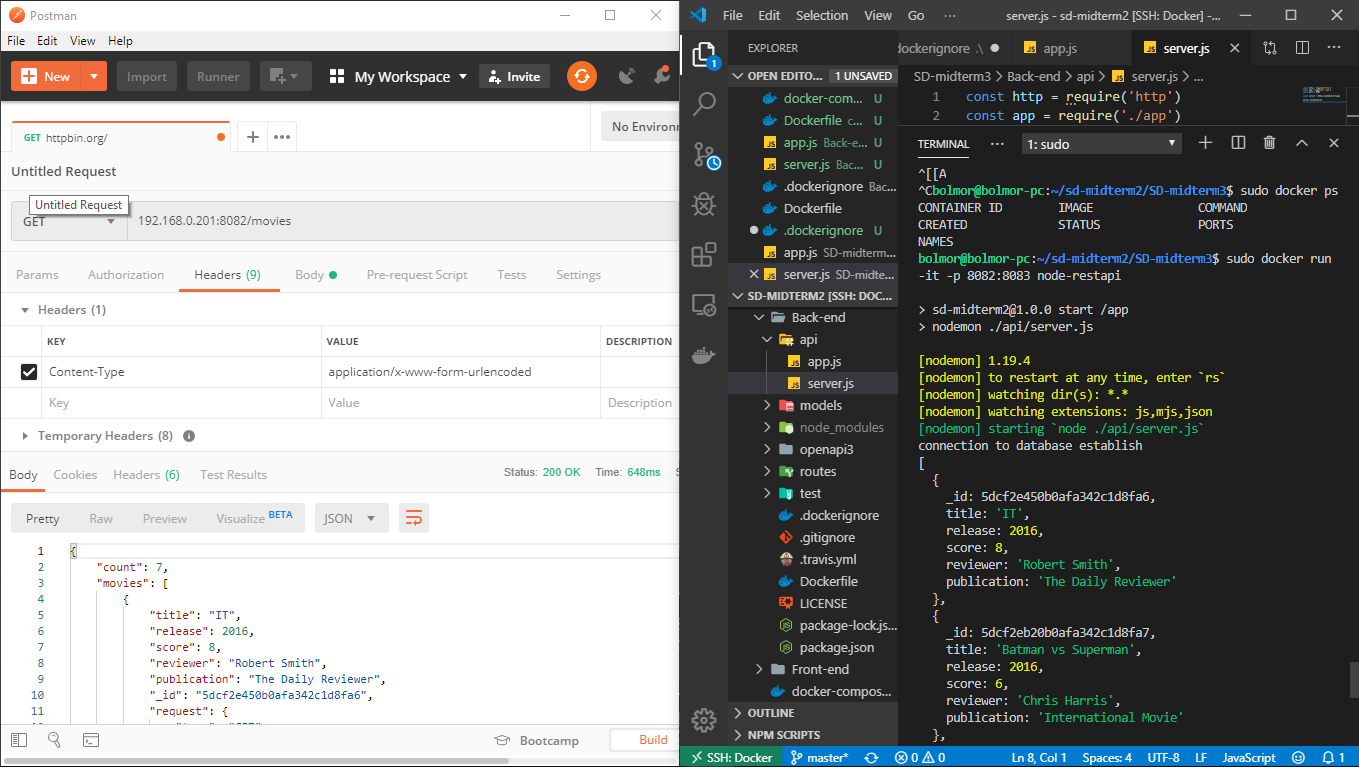 Postman
File Edit View Help
New Import Runner My Workspace Invite
GET httpbin.org/
No Environ
Untitled Request
Untitled Request
GET 192.168.0.201:8082/movies
Params Authorization Headers (9) Body Pre-request Script Tests Settings
Headers (1)
KEY VALUE DESCRIPTION
Content-Type application/x-www-form-urlencoded
Key Value Description
Temporary Headers (8)
Body Cookies Headers (6) Test Results Status: 200 OK Time: 648ms S
Pretty Raw Preview Visualize BETA JSON
1 {
2 "count": 7,
3 "movies": [
4 {
5 "title": "IT",
6 "release": 2016,
7 "score": 8,
8 "reviewer": "Robert Smith",
9 "publication": "The Daily Reviewer",
10 "_id": "5dcf2e450b0afa342c1d8fa6",
11 "request": {
Bootcamp Build
File Edit Selection View Go ··· server.js - sd-midterm2 [SSH: Docker] -...
EXPLORER
OPEN EDITO... 1 UNSAVED
docker-com... U
Dockerfile c... U
app.js Back-e... U
server.js Bac... U
.dockerignore Bac...
Dockerfile
.dockerignore U
app.js SD-midterm...
server.js SD-midte...
SD-MIDTERM2 [SSH: DOC...
Back-end
api
app.js
server.js
models
node_modules
openapi3
routes
test
.dockerignore
.gitignore
.travis.yml
Dockerfile
LICENSE
package-lock.js...
package.json
Front-end
docker-compos...
OUTLINE
NPM SCRIPTS
dockerignore .\ app.js server.js
SD-midterm3 > Back-end > api > server.js > ...
1 const http = require('http')
2 const app = require('./app')
TERMINAL ··· 1: sudo
^[[A
^Cbolmor@bolmor-pc:~/sd-midterm2/SD-midterm3$ sudo docker ps
CONTAINER ID IMAGE COMMAND
CREATED STATUS PORTS
NAMES
bolmor@bolmor-pc:~/sd-midterm2/SD-midterm3$ sudo docker run
-it -p 8082:8083 node-restapi
> sd-midterm2@1.0.0 start /app
> nodemon ./api/server.js
[nodemon] 1.19.4
[nodemon] to restart at any time, enter `rs`
[nodemon] watching dir(s): *.*
[nodemon] watching extensions: js,mjs,json
[nodemon] starting `node ./api/server.js`
connection to database establish
[
{
_id: 5dcf2e450b0afa342c1d8fa6,
title: 'IT',
release: 2016,
score: 8,
reviewer: 'Robert Smith',
publication: 'The Daily Reviewer'
},
{
_id: 5dcf2eb20b0afa342c1d8fa7,
title: 'Batman vs Superman',
release: 2016,
score: 6,
reviewer: 'Chris Harris',
publication: 'International Movie'
},
SSH: Docker master* 0 0 Ln 8, Col 1 Spaces: 4 UTF-8 LF JavaScript 1